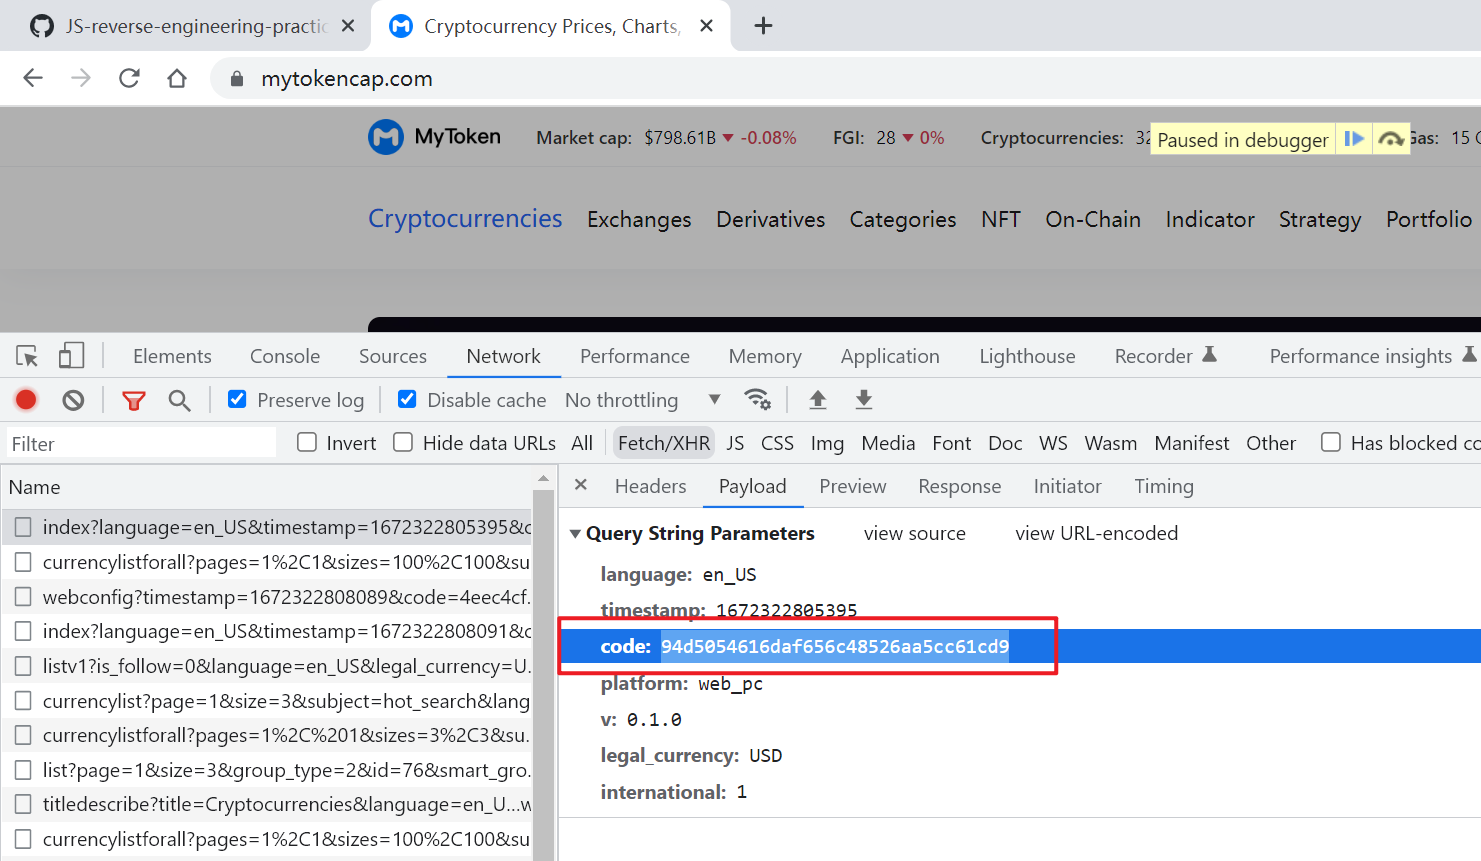 JS-reverse-engineering-practic
Cryptocurrency Prices, Charts,
mytokencap.com
MyToken Market cap: $798.61B -0.08% FGI: 28 0% Cryptocurrencies: 32 Paused in debugger Gas: 15
Cryptocurrencies Exchanges Derivatives Categories NFT On-Chain Indicator Strategy Portfolio
Elements Console Sources Network Performance Memory Application Lighthouse Recorder Performance insights
Preserve log Disable cache No throttling
Filter Invert Hide data URLs All Fetch/XHR JS CSS Img Media Font Doc WS Wasm Manifest Other Has blocked co
Name
Headers Payload Preview Response Initiator Timing
index?language=en_US&timestamp=1672322805395&c
currencylistforall?pages=1%2C1&sizes=100%2C100&su
webconfig?timestamp=1672322808089&code=4eec4cf.
index?language=en_US&timestamp=1672322808091&c
listv1?is_follow=0&language=en_US&legal_currency=U.
currencylist?page=1&size=3&subject=hot_search&lang
currencylistforall?pages=1%2C%201&sizes=3%2C3&su.
list?page=1&size=3&group_type=2&id=76&smart_gro.
titledescribe?title=Cryptocurrencies&language=en_U...w
currencylistforall?pages=1%2C1&sizes=100%2C100&su
Query String Parameters view source view URL-encoded
language: en_US
timestamp: 1672322805395
code: 94d5054616daf656c48526aa5cc61cd9
platform: web_pc
v: 0.1.0
legal_currency: USD
international: 1